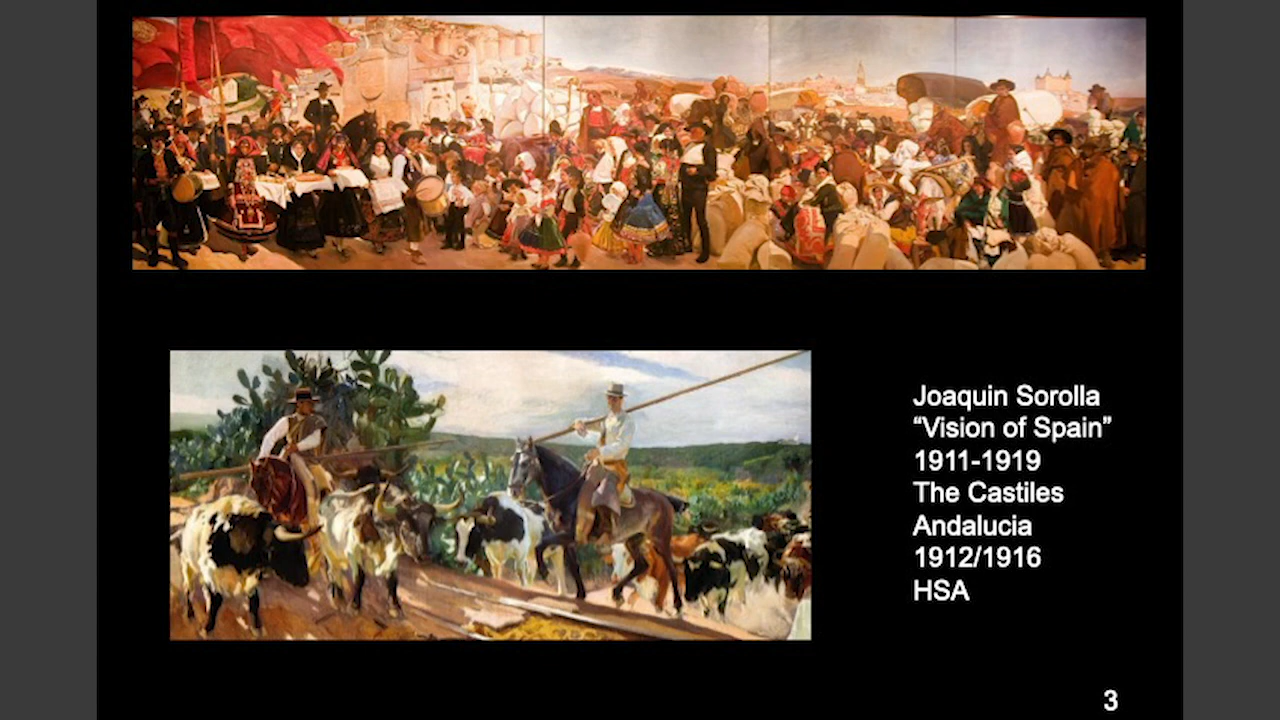 Joaquin Sorolla
“Vision of Spain”
1911-1919
The Castiles
Andalucia
1912/1916
HSA
3